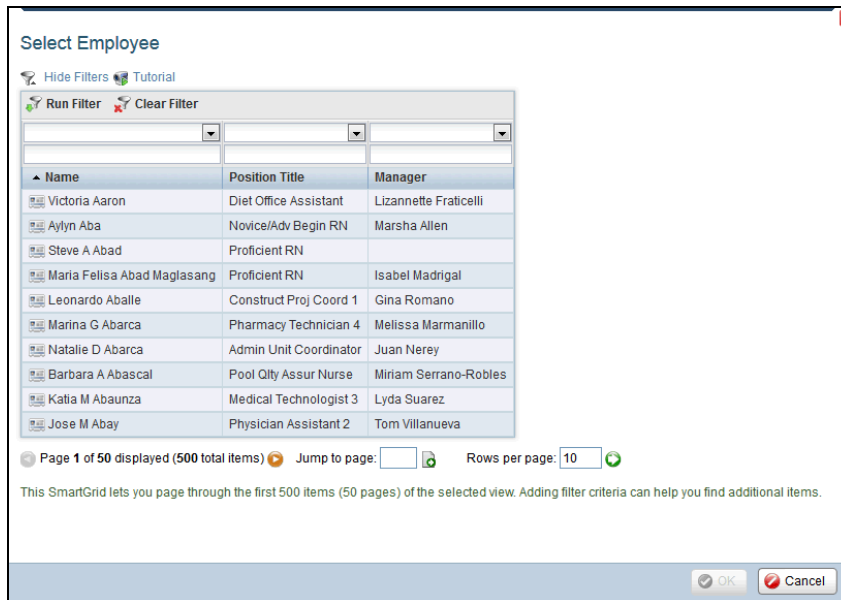 Select Employee
Hide Filters Tutorial
Run Filter Clear Filter
Name Position Title Manager
Victoria Aaron Diet Office Assistant Lizannette Fraticelli
Aylyn Aba Novice/Adv Begin RN Marsha Allen
Steve A Abad Proficient RN
Maria Felisa Abad Maglasang Proficient RN Isabel Madrigal
Leonardo Aballe Construct Proj Coord 1 Gina Romano
Marina G Abarca Pharmacy Technician 4 Melissa Marmanillo
Natalie D Abarca Admin Unit Coordinator Juan Nerey
Barbara A Abascal Pool Qlty Assur Nurse Miriam Serrano-Robles
Katia M Abaunza Medical Technologist 3 Lyda Suarez
Jose M Abay Physician Assistant 2 Tom Villanueva
Page 1 of 50 displayed (500 total items) Jump to page: Rows per page: 10
This SmartGrid lets you page through the first 500 items (50 pages) of the selected view. Adding filter criteria can help you find additional items.
OK Cancel